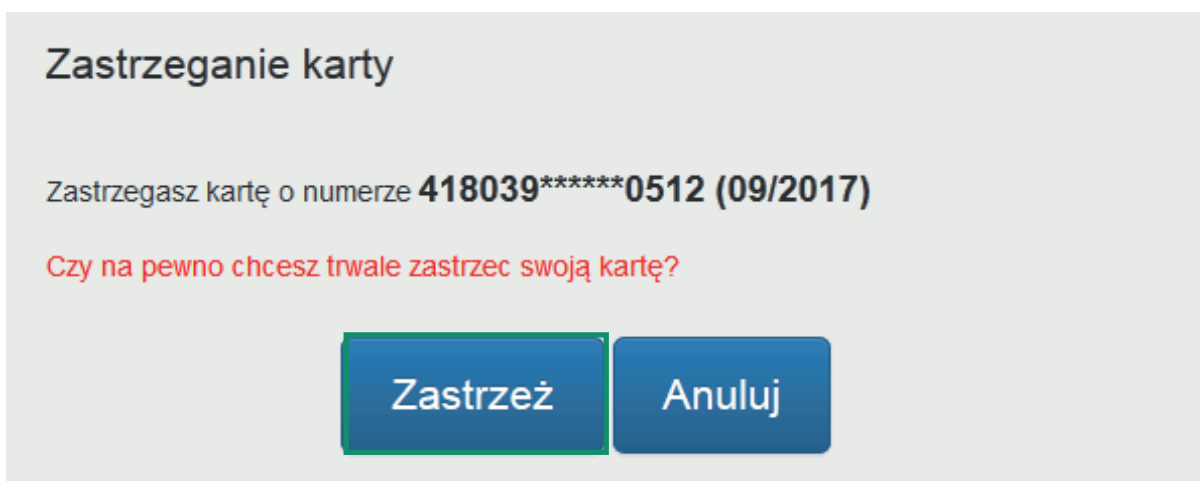 Zastrzeganie karty
Zastrzegasz kartę o numerze 418039******0512 (09/2017)
Czy na pewno chcesz trwale zastrzec swoją kartę?
Zastrzeż Anuluj